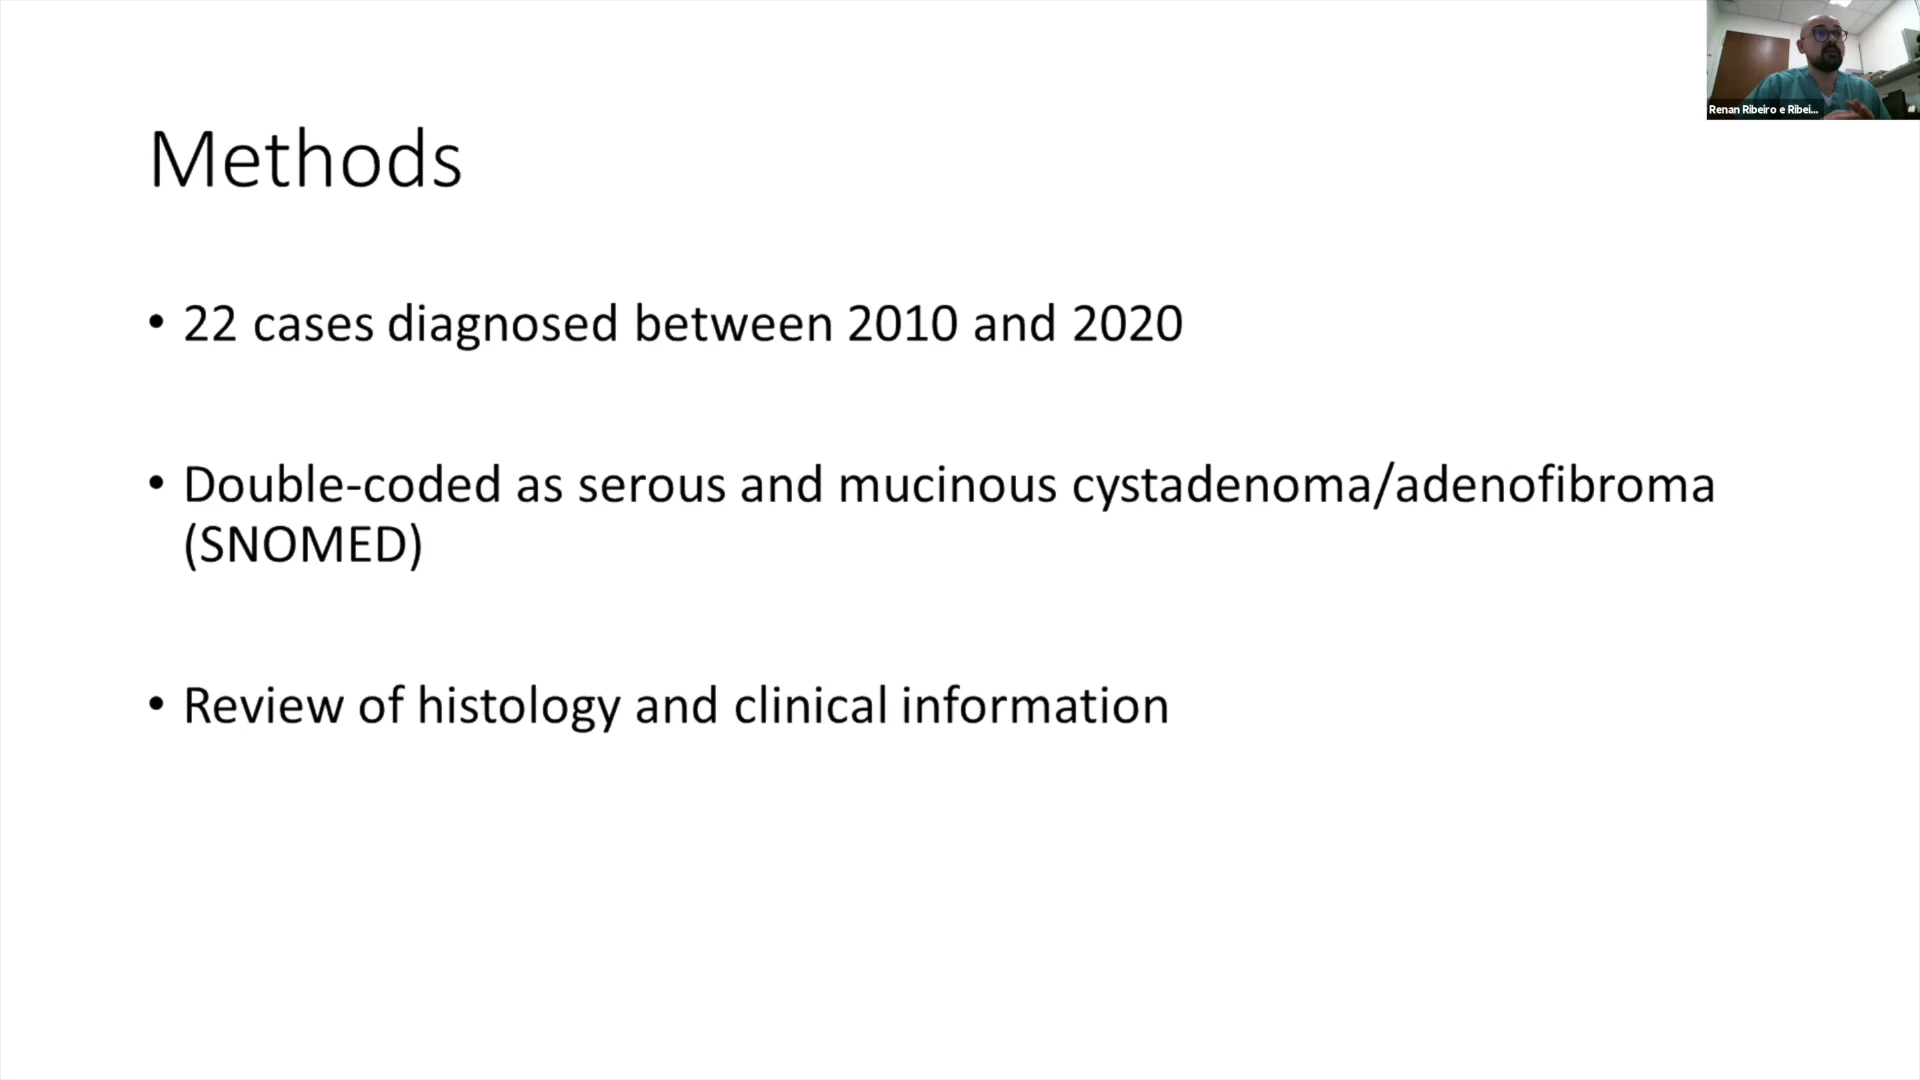 Renan Ribeiro e Ribei...
Methods
• 22 cases diagnosed between 2010 and 2020
• Double-coded as serous and mucinous cystadenoma/adenofibroma
(SNOMED)
• Review of histology and clinical information